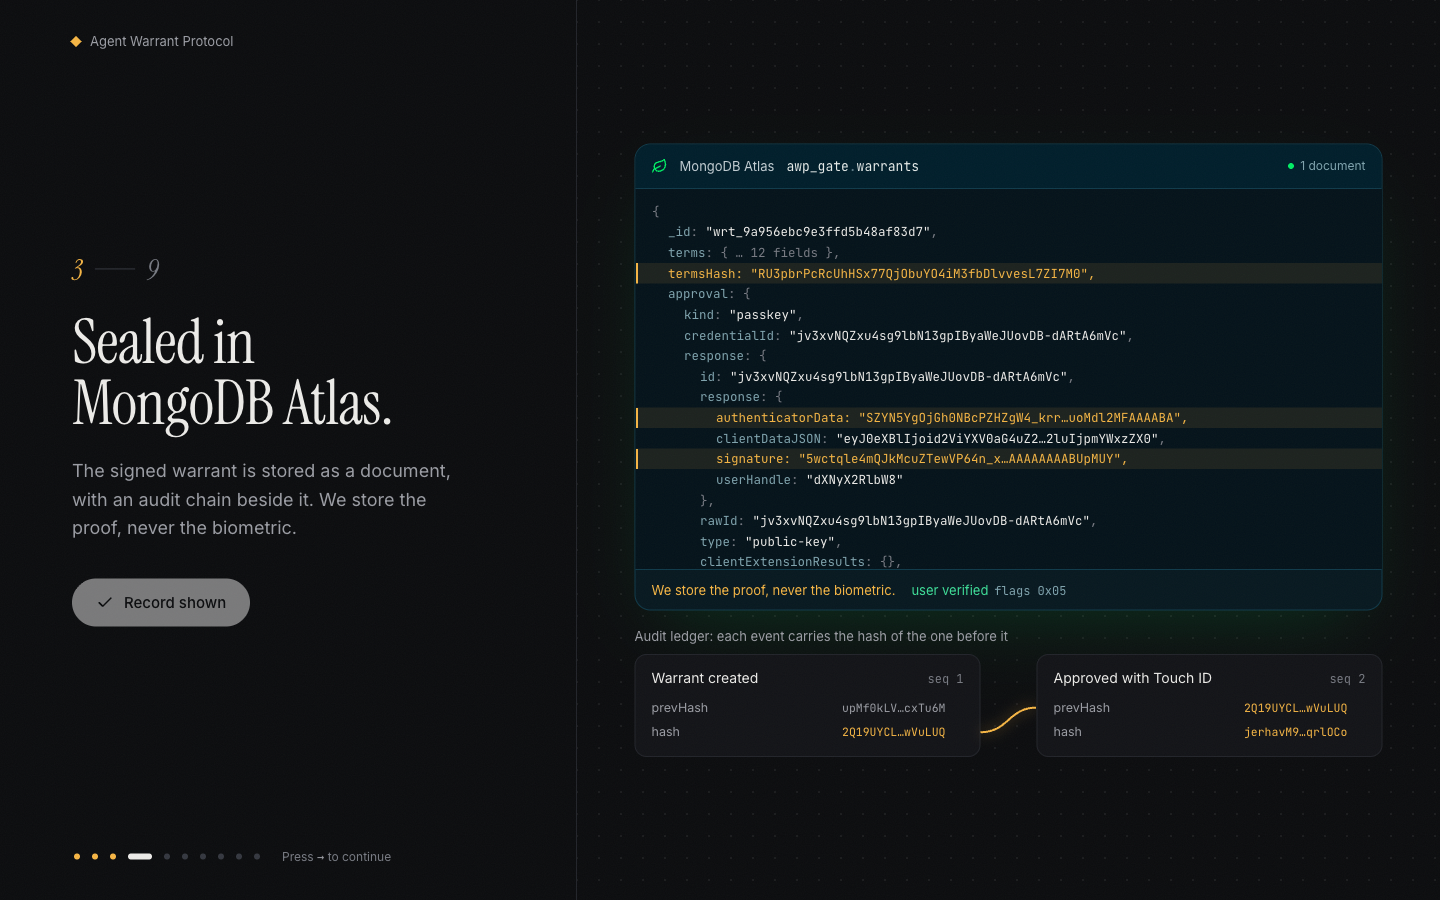 Agent Warrant Protocol
3 — 9
Sealed in
MongoDB Atlas.
The signed warrant is stored as a document,
with an audit chain beside it. We store the
proof, never the biometric.
Record shown
Press → to continue
MongoDB Atlas awp_gate.warrants
1 document
{
_id: "wrt_9a956ebc9e3ffd5b48af83d7",
terms: { … 12 fields },
termsHash: "RU3pbrPcRcUhHSx77QjObuYO4iM3fbDlvvesL7ZI7M0",
approval: {
kind: "passkey",
credentialId: "jv3xvNQZxu4sg9lbN13gpIByaWeJUovDB-dARtA6mVc",
response: {
id: "jv3xvNQZxu4sg9lbN13gpIByaWeJUovDB-dARtA6mVc",
response: {
authenticatorData: "SZYN5YgOjGh0NBcPZHZgW4_krr…uoMdl2MFAAAABA",
clientDataJSON: "eyJ0eXBlIjoid2ViYXV0aG4uZ2…2luIjpmYWxzZX0",
signature: "5wctqle4mQJkMcuZTewVP64n_x…AAAAAAAABUpMUY",
userHandle: "dXNyX2RlbW8"
},
rawId: "jv3xvNQZxu4sg9lbN13gpIByaWeJUovDB-dARtA6mVc",
type: "public-key",
clientExtensionResults: {},
We store the proof, never the biometric. user verified flags 0x05
Audit ledger: each event carries the hash of the one before it
Warrant created seq 1
prevHash upMf0kLV…cxTu6M
hash 2Q19UYCL…wVuLUQ
Approved with Touch ID seq 2
prevHash 2Q19UYCL…wVuLUQ
hash jerhavM9…qrlOCo